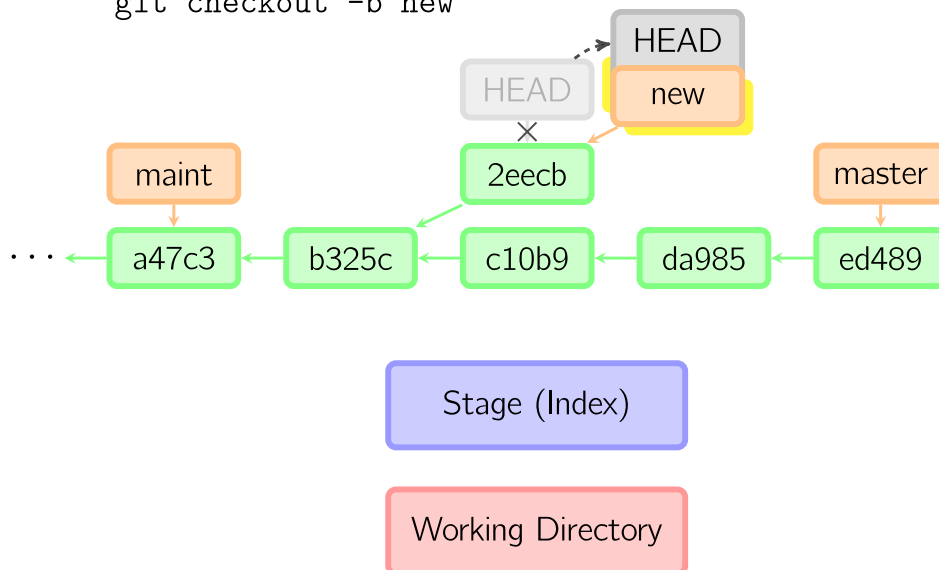 git checkout -b new
HEAD
HEAD
new
maint
2eecb
master
... a47c3 b325c c10b9 da985 ed489
Stage (Index)
Working Directory